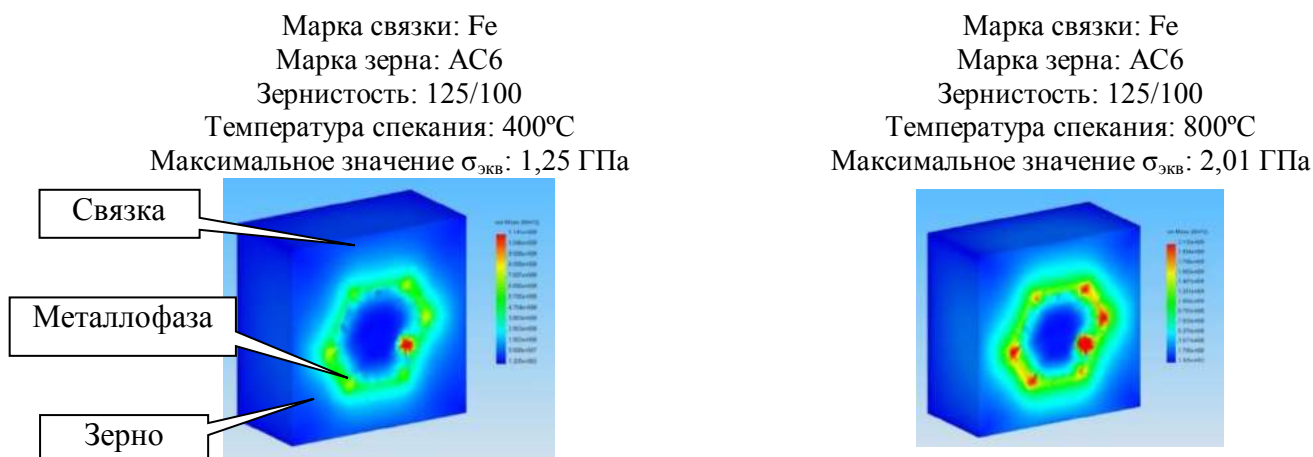 Марка связки: Fe
Марка зерна: АС6
Зернистость: 125/100
Температура спекания: 400ºС
Максимальное значение σэкв: 1,25 ГПа
Связка
Металлофаза
Зерно
Марка связки: Fe
Марка зерна: АС6
Зернистость: 125/100
Температура спекания: 800ºС
Максимальное значение σэкв: 2,01 ГПа